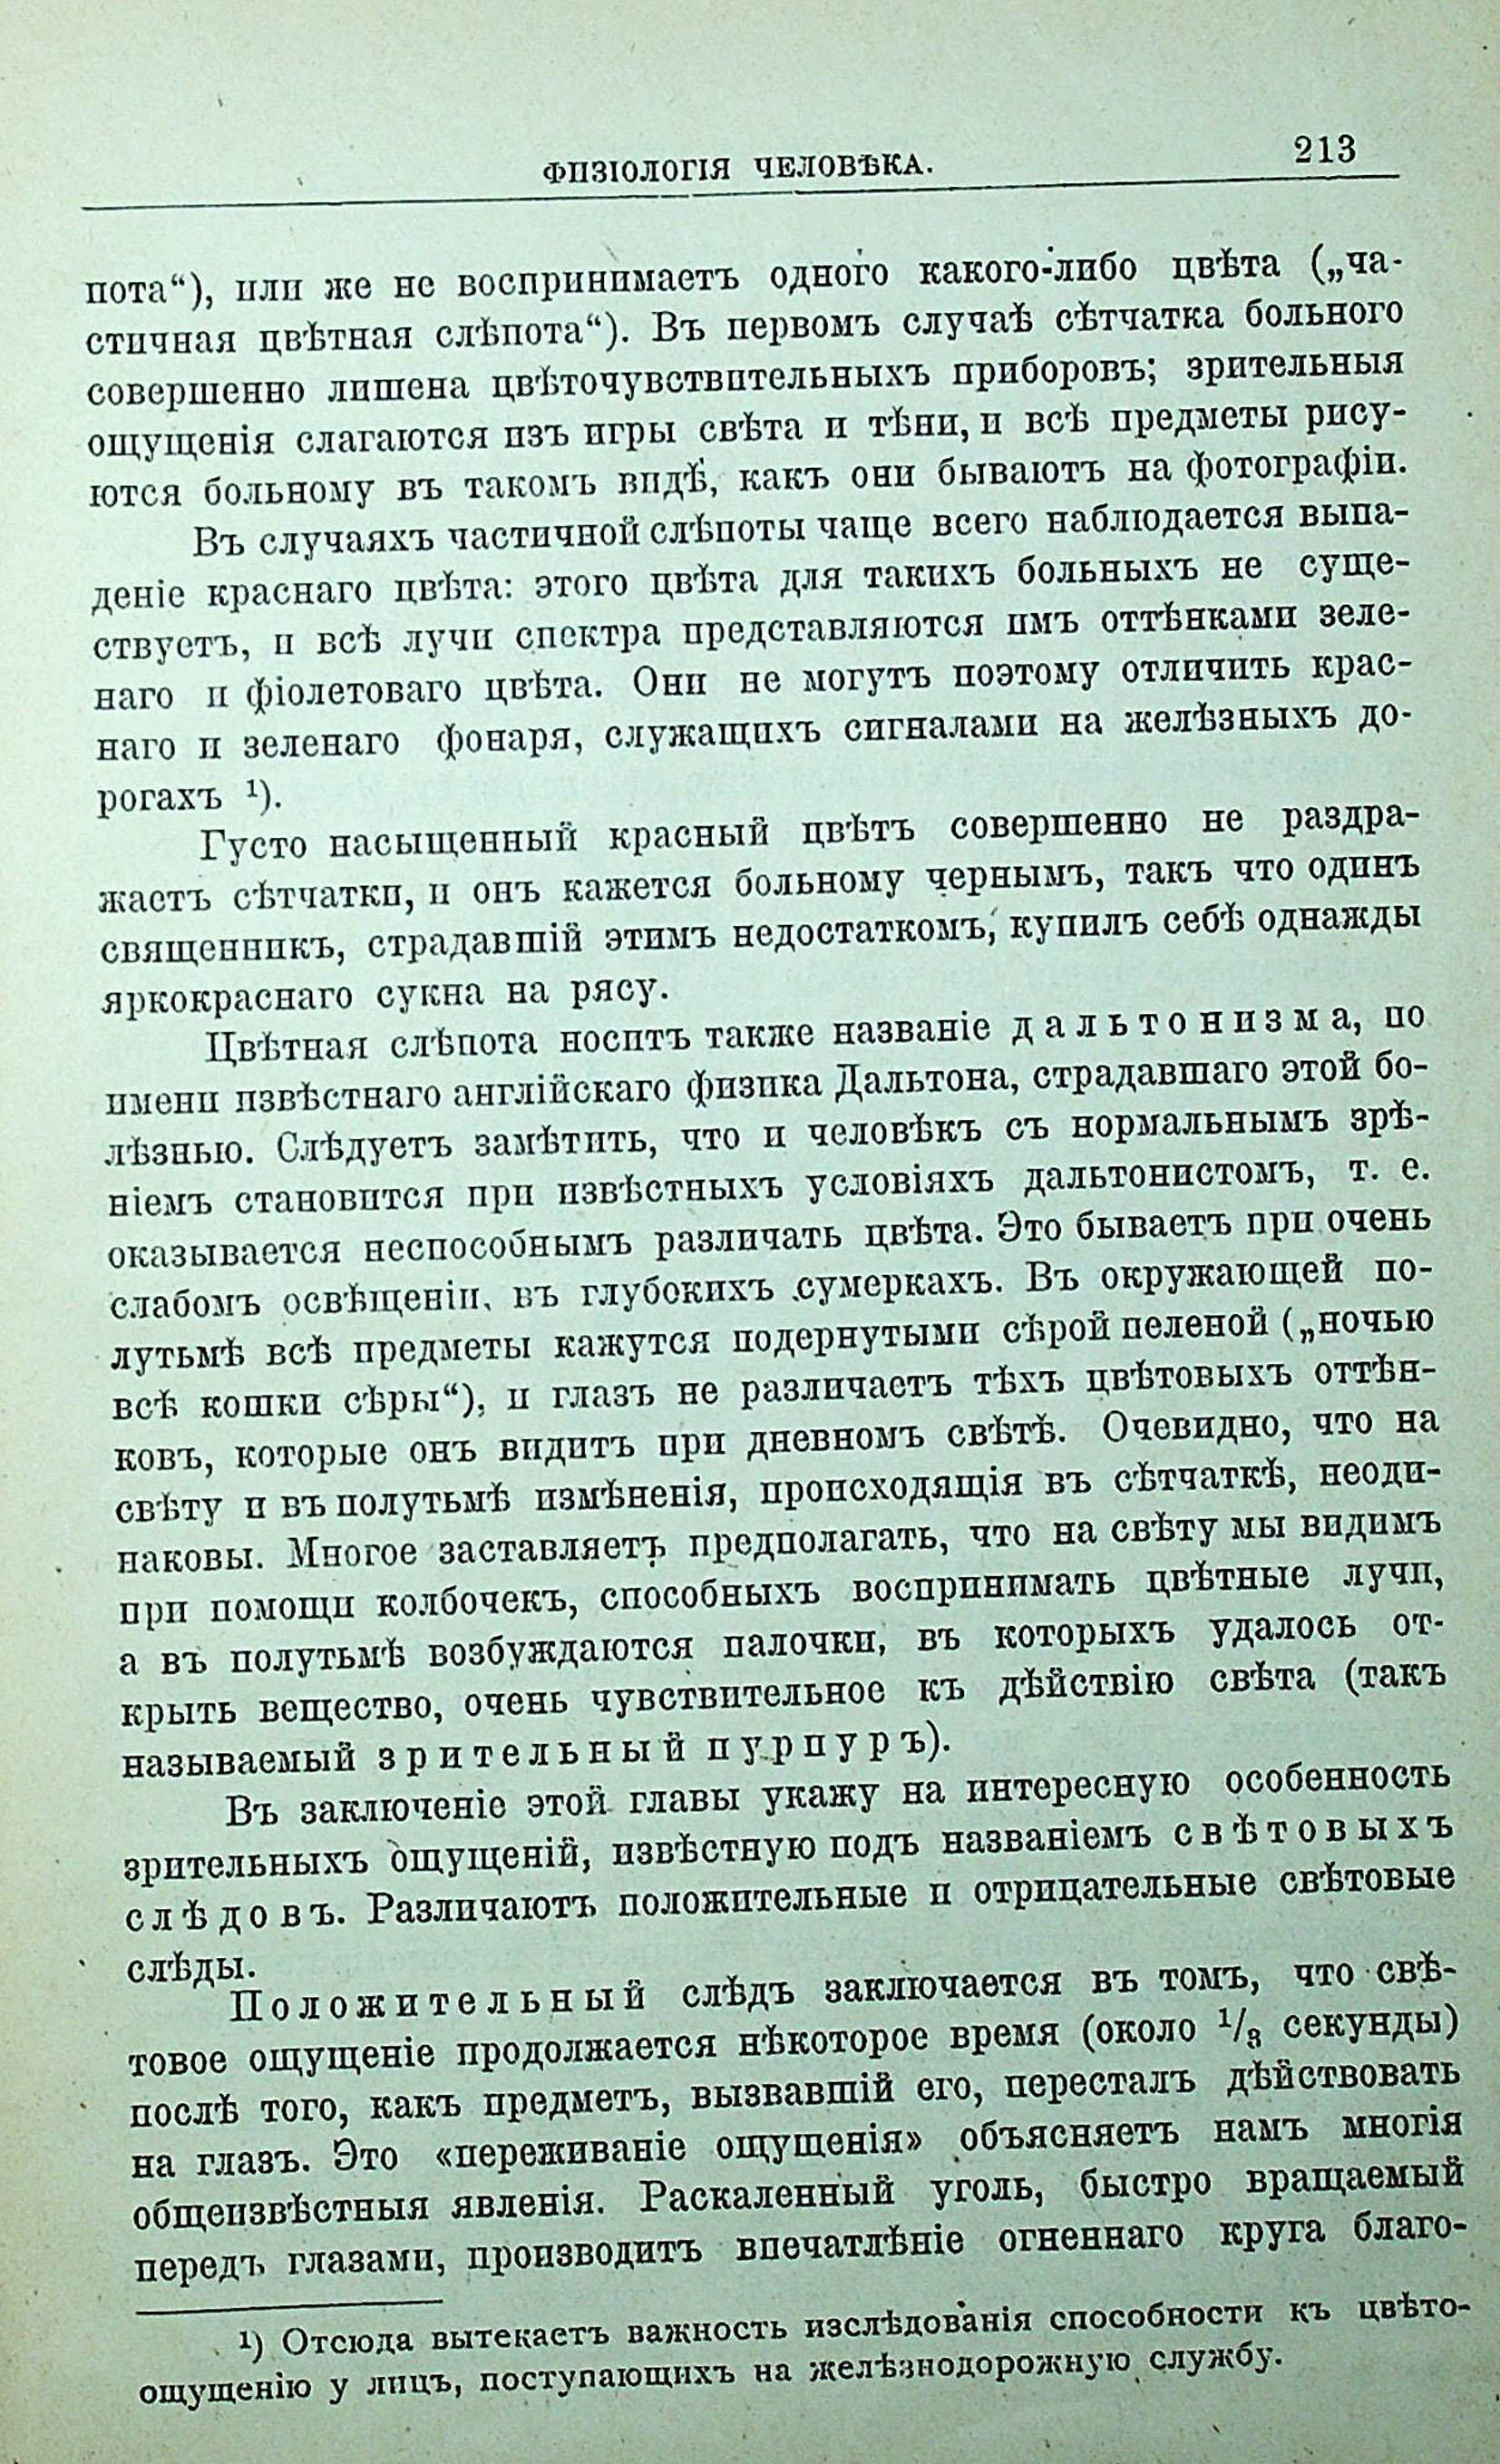 ФИЗІОЛОГІЯ ЧЕЛОВѢКА.
213
пота“), или же не воспринимаетъ одного какого-либо цвѣта („ча-
стичная цвѣтная слѣпота“). Въ первомъ случаѣ сѣтчатка больного
совершенно лишена цвѣточувствительныхъ приборовъ; зрительныя
ощущенія слагаются изъ игры свѣта и тѣни, и всѣ предметы рису-
ются больному въ такомъ видѣ, какъ они бываютъ на фотографіи.
Въ случаяхъ частичной слѣпоты чаще всего наблюдается выпа-
деніе краснаго цвѣта: этого цвѣта для такихъ больныхъ не суще-
ствуетъ, и всѣ лучи спектра представляются имъ оттѣнками зеле-
наго и фіолетоваго цвѣта. Они не могутъ поэтому отличить крас-
наго и зеленаго фонаря, служащихъ сигналами на желѣзныхъ до-
рогахъ ¹).
Густо насыщенный красный цвѣтъ совершенно не раздра-
жаетъ сѣтчатки, и онъ кажется больному чернымъ, такъ что одинъ
священникъ, страдавшій этимъ недостаткомъ, купилъ себѣ однажды
яркокраснаго сукна на рясу.
Цвѣтная слѣпота носитъ также названіе дальтонизма, по
имени извѣстнаго англійскаго физика Дальтона, страдавшаго этой бо-
лѣзнью. Слѣдуетъ замѣтить, что и человѣкъ съ нормальнымъ зрѣ-
ніемъ становится при извѣстныхъ условіяхъ дальтонистомъ, т. е.
оказывается неспособнымъ различать цвѣта. Это бываетъ при очень
слабомъ освѣщеніи, въ глубокихъ сумеркахъ. Въ окружающей по-
лутьмѣ всѣ предметы кажутся подернутыми сѣрой пеленой („ночью
всѣ кошки сѣры“), и глазъ не различаетъ тѣхъ цвѣтовыхъ оттѣн-
ковъ, которые онъ видитъ при дневномъ свѣтѣ. Очевидно, что на
свѣту и въ полутьмѣ измѣненія, происходящія въ сѣтчаткѣ, неоди-
наковы. Многое заставляетъ предполагать, что на свѣту мы видимъ
при помощи колбочекъ, способныхъ воспринимать цвѣтные лучи,
а въ полутьмѣ возбуждаются палочки, въ которыхъ удалось от-
крыть вещество, очень чувствительное къ дѣйствію свѣта (такъ
называемый зрительный пурпуръ).
Въ заключеніе этой главы укажу на интересную особенность
зрительныхъ ощущеній, извѣстную подъ названіемъ свѣтовыхъ
слѣдовъ. Различаютъ положительные и отрицательные свѣтовые
слѣды.
Положительный слѣдъ заключается въ томъ, что свѣ-
товое ощущеніе продолжается нѣкоторое время (около ¹/₃ секунды)
послѣ того, какъ предметъ, вызвавшій его, пересталъ дѣйствовать
на глазъ. Это «переживаніе ощущенія» объясняетъ намъ многія
общеизвѣстныя явленія. Раскаленный уголь, быстро вращаемый
передъ глазами, производитъ впечатлѣніе огненнаго круга благо-
¹) Отсюда вытекаетъ важность изслѣдованія способности къ цвѣто-
ощущенію у лицъ, поступающихъ на желѣзнодорожную службу.